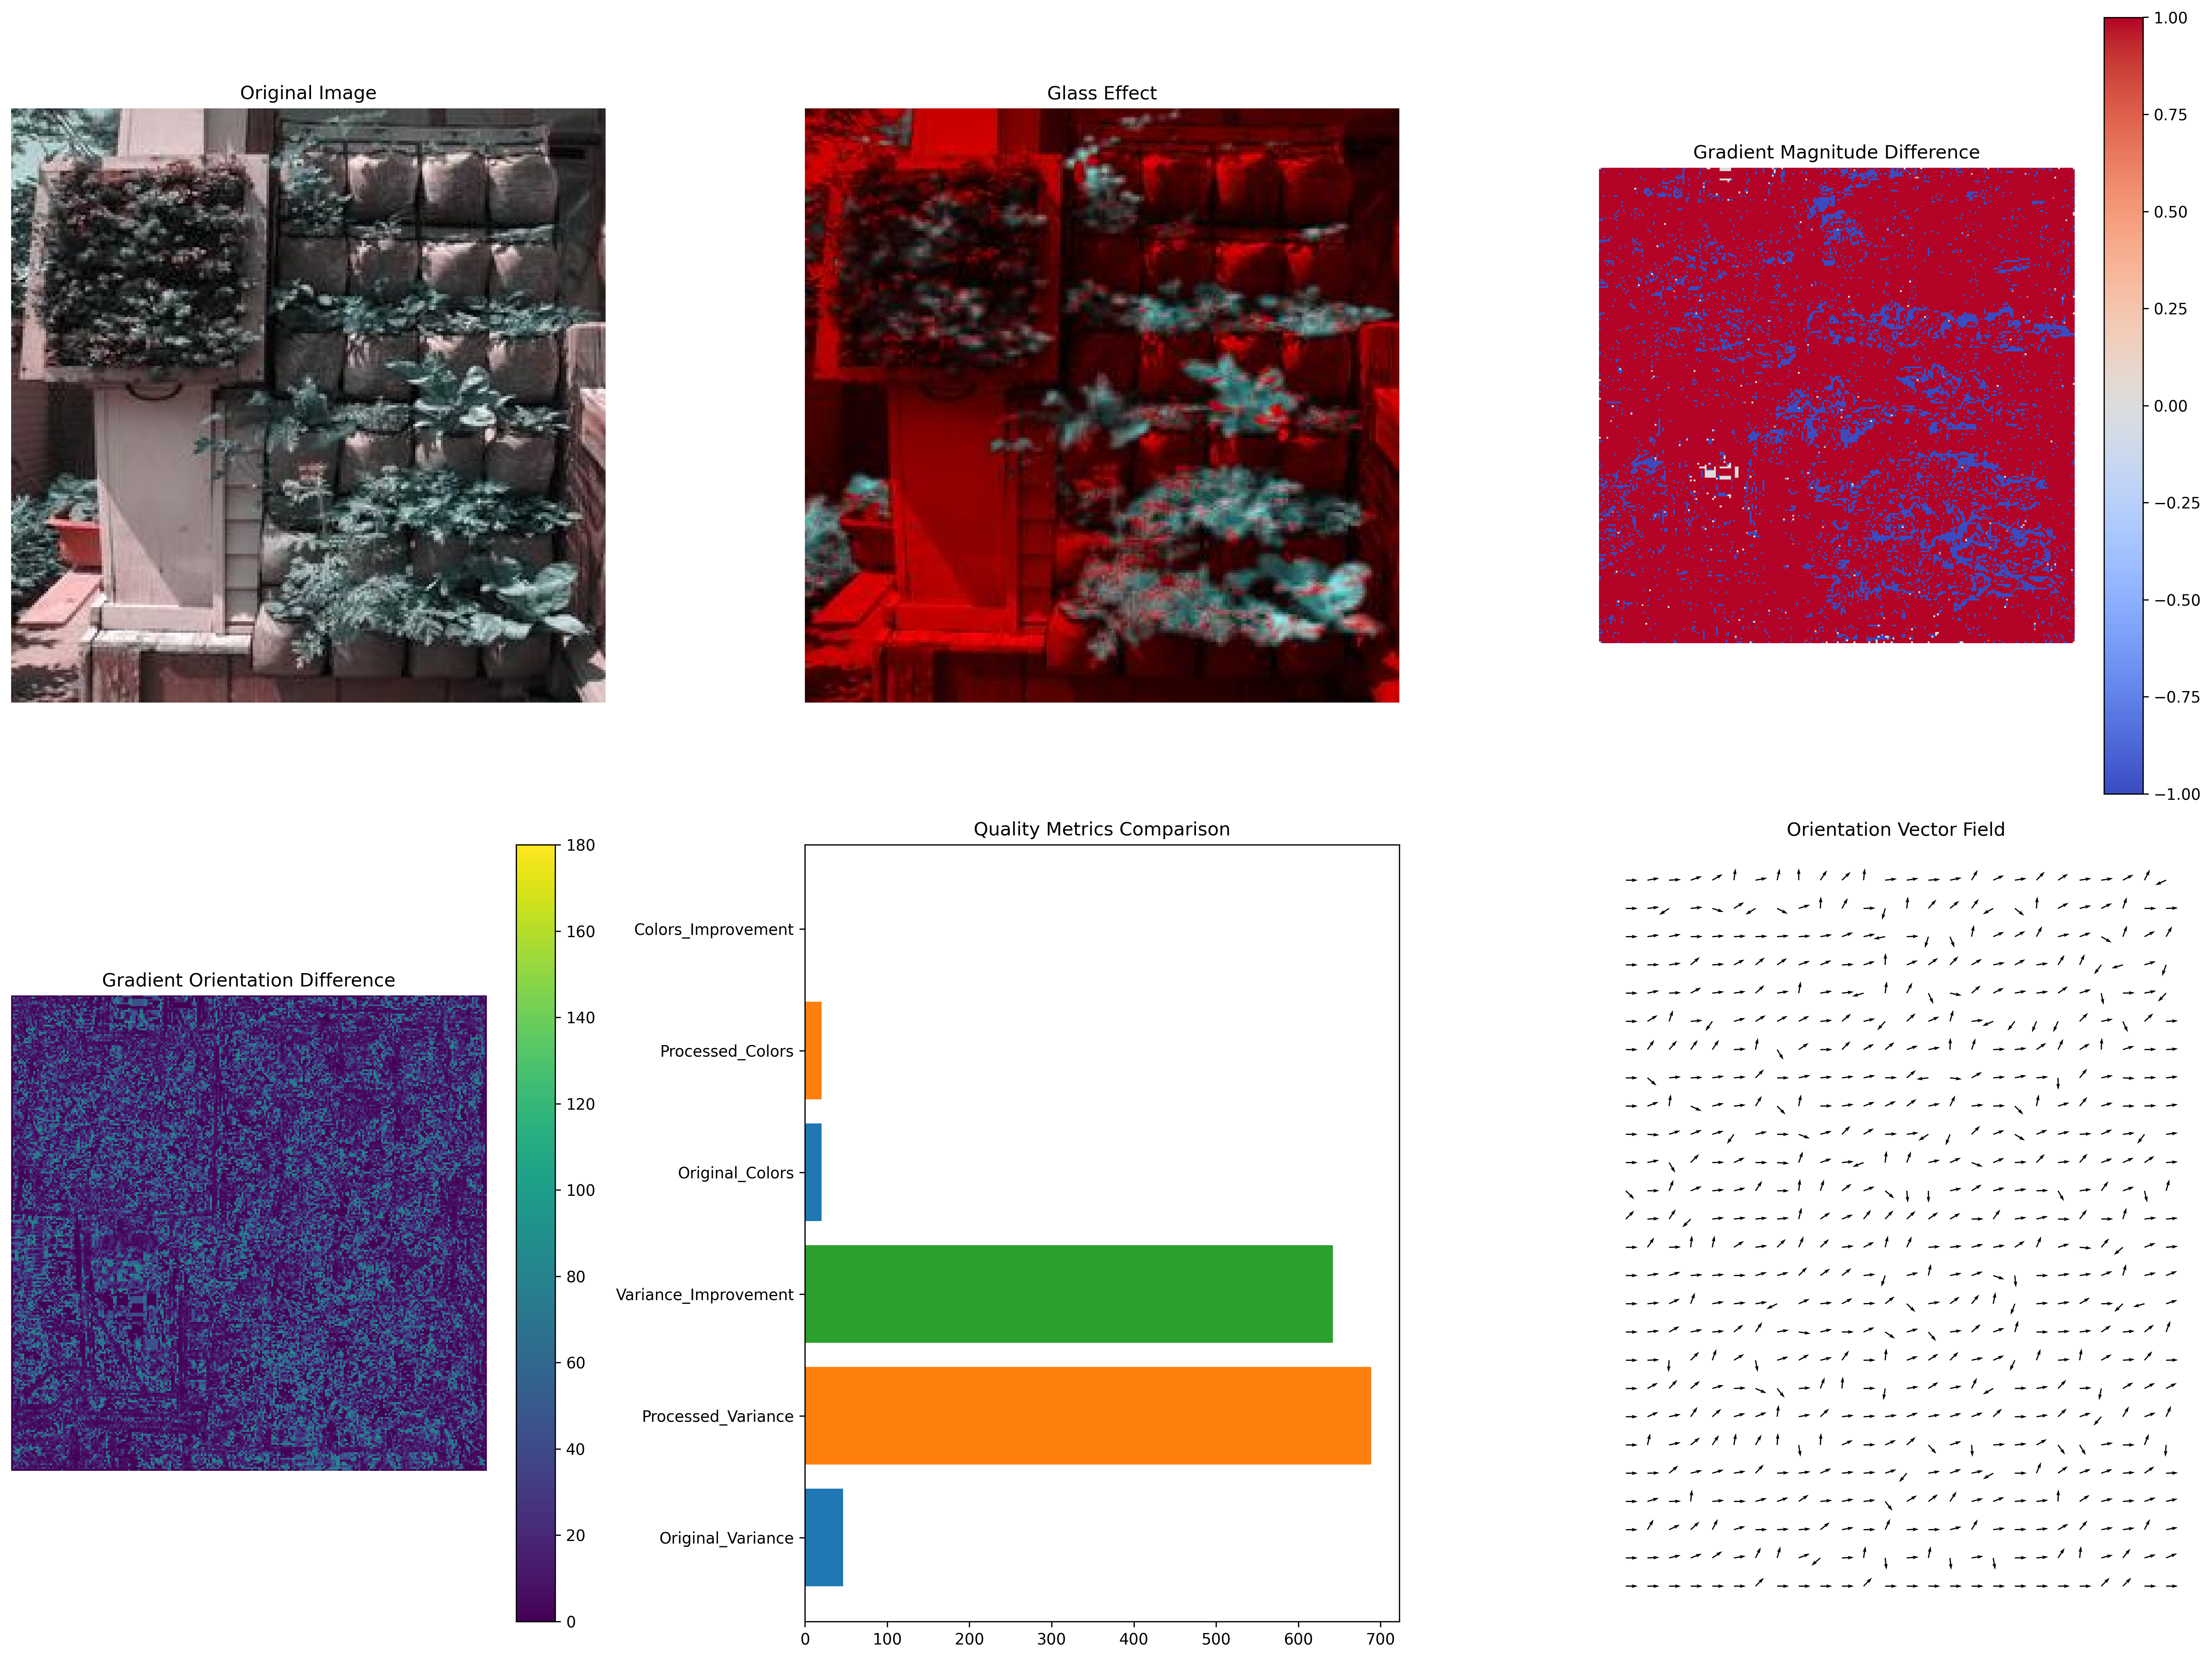 Original Image
Glass Effect
Gradient Magnitude Difference
1.00
0.75
0.50
0.25
0.00
−0.25
−0.50
−0.75
−1.00
Gradient Orientation Difference
180
160
140
120
100
80
60
40
20
0
Quality Metrics Comparison
Colors_Improvement
Processed_Colors
Original_Colors
Variance_Improvement
Processed_Variance
Original_Variance
0 100 200 300 400 500 600 700
Orientation Vector Field